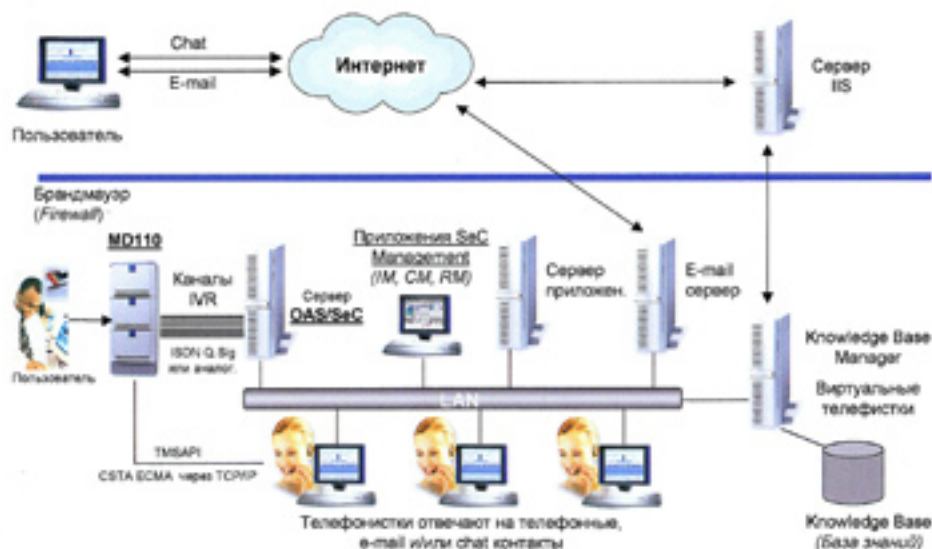 Chat
E-mail
Интернет
Сервер
IIS
Пользователь
Брандмауэр
(Firewall)
MD110
Каналы
IVR
ISDN Q.Sig
или аналог.
Сервер
OAS/SeC
Приложения SeC
Management
(IM, CM, RM)
Сервер
приложен.
E-mail
сервер
Пользователь
Knowledge Base
Manager
Виртуальные
телефистки
LAN
TMSAPI
CSTA ECMA через TCP/IP
Телефонистки отвечают на телефонные,
e-mail и/или chat контакты
Knowledge Base
(База знаний)